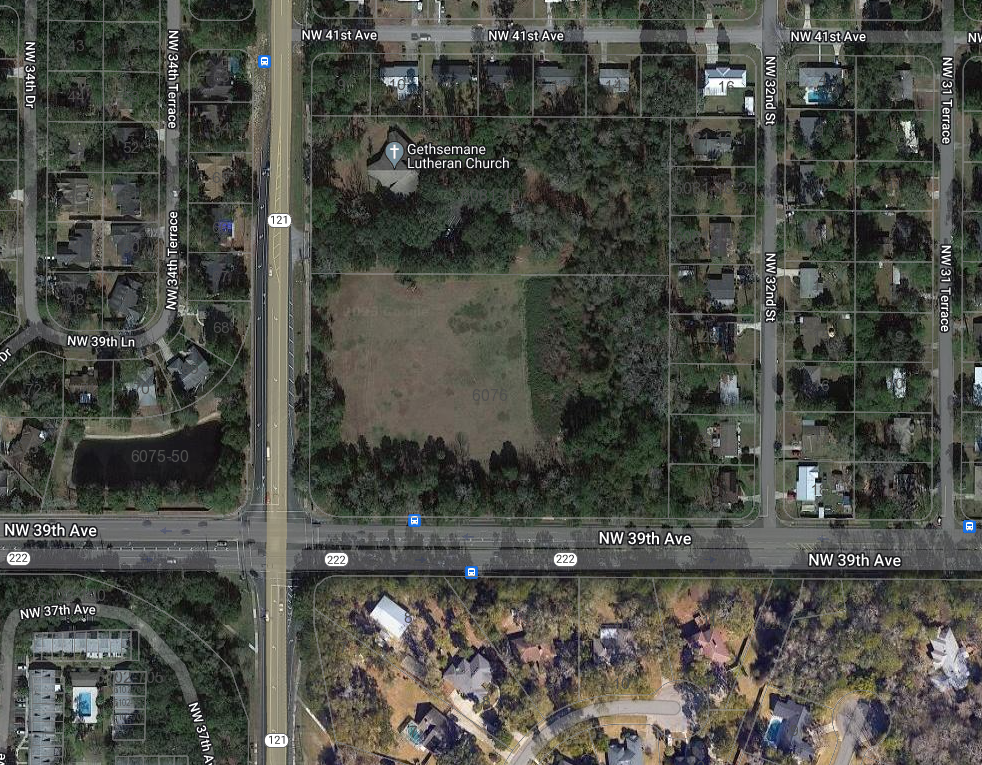 NW 41st Ave
NW 41st Ave
NW 41st Ave
NW 34th Dr
NW 34th Terrace
NW 32nd St
NW 31 Terrace
16
Gethsemane
Lutheran Church
121
NW 34th Terrace
NW 32nd St
NW 31 Terrace
68
NW 39th Ln
Dr
6076
6075-50
NW 39th Ave
NW 39th Ave
222
222
222
NW 39th Ave
NW 37th Ave
NW 37th A
121